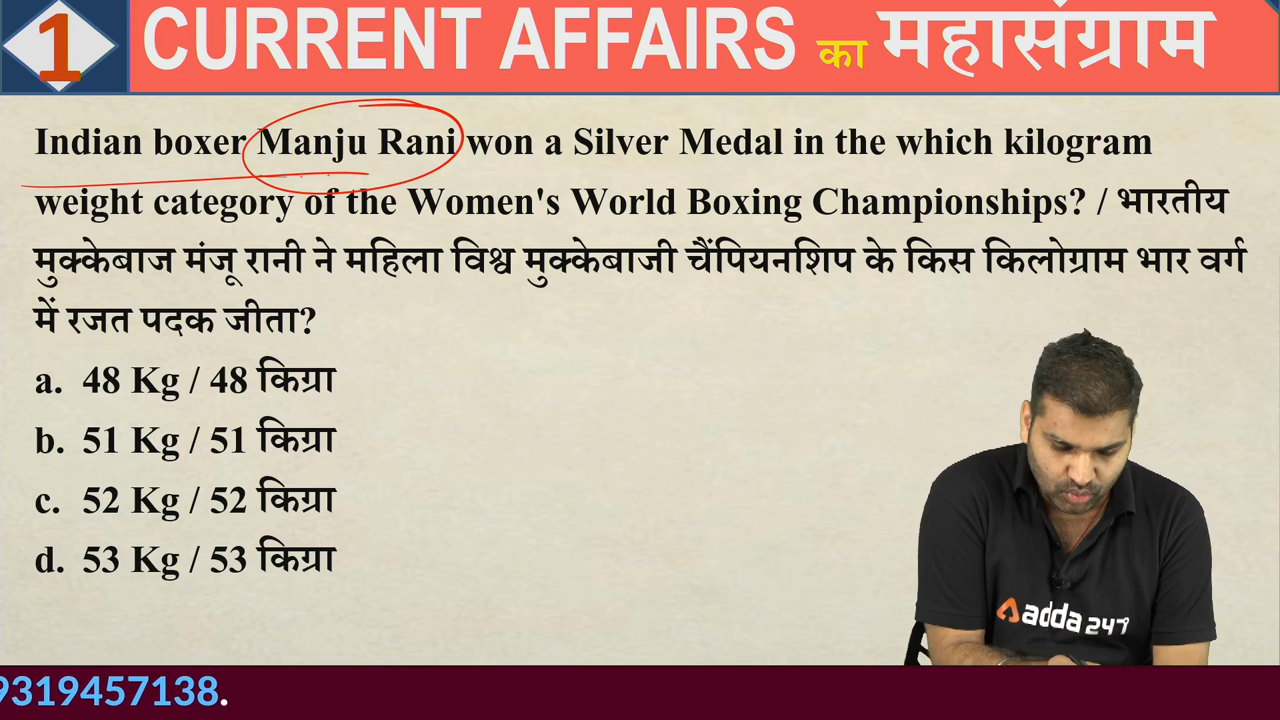 1
CURRENT AFFAIRS का महासंग्राम
Indian boxer Manju Rani won a Silver Medal in the which kilogram
weight category of the Women's World Boxing Championships? / भारतीय
मुक्केबाज मंजू रानी ने महिला विश्व मुक्केबाजी चैंपियनशिप के किस किलोग्राम भार वर्ग
में रजत पदक जीता?
a. 48 Kg / 48 किग्रा
b. 51 Kg / 51 किग्रा
c. 52 Kg / 52 किग्रा
d. 53 Kg / 53 किग्रा
adda 247
9319457138.